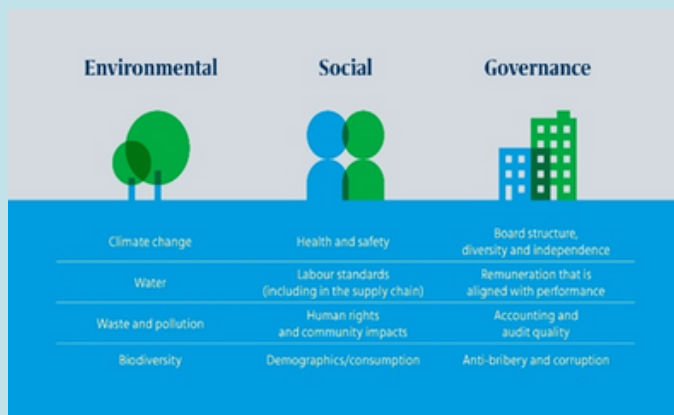 Environmental
Social
Governance
Climate change
Health and safety
Board structure,
diversity and independence
Water
Labour standards
(including in the supply chain)
Remuneration that is
aligned with performance
Waste and pollution
Human rights
and community impacts
Accounting and
audit quality
Biodiversity
Demographics/consumption
Anti-bribery and corruption